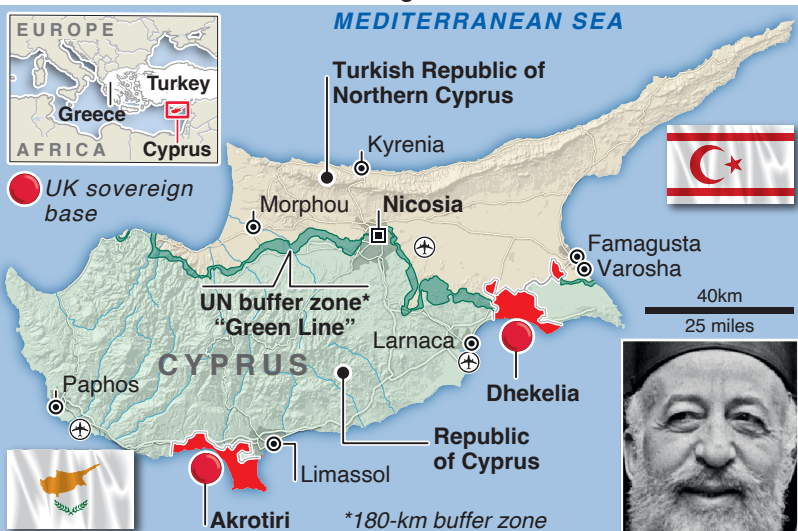 MEDITERRANEAN SEA
EUROPE
Turkey
Greece
AFRICA
Cyprus
UK sovereign
base
Turkish Republic of
Northern Cyprus
Kyrenia
Morphou
Nicosia
Famagusta
Varosha
UN buffer zone*
“Green Line”
40km
25 miles
Larnaca
CYPRUS
Paphos
Dhekelia
Republic
of Cyprus
Limassol
Akrotiri
*180-km buffer zone